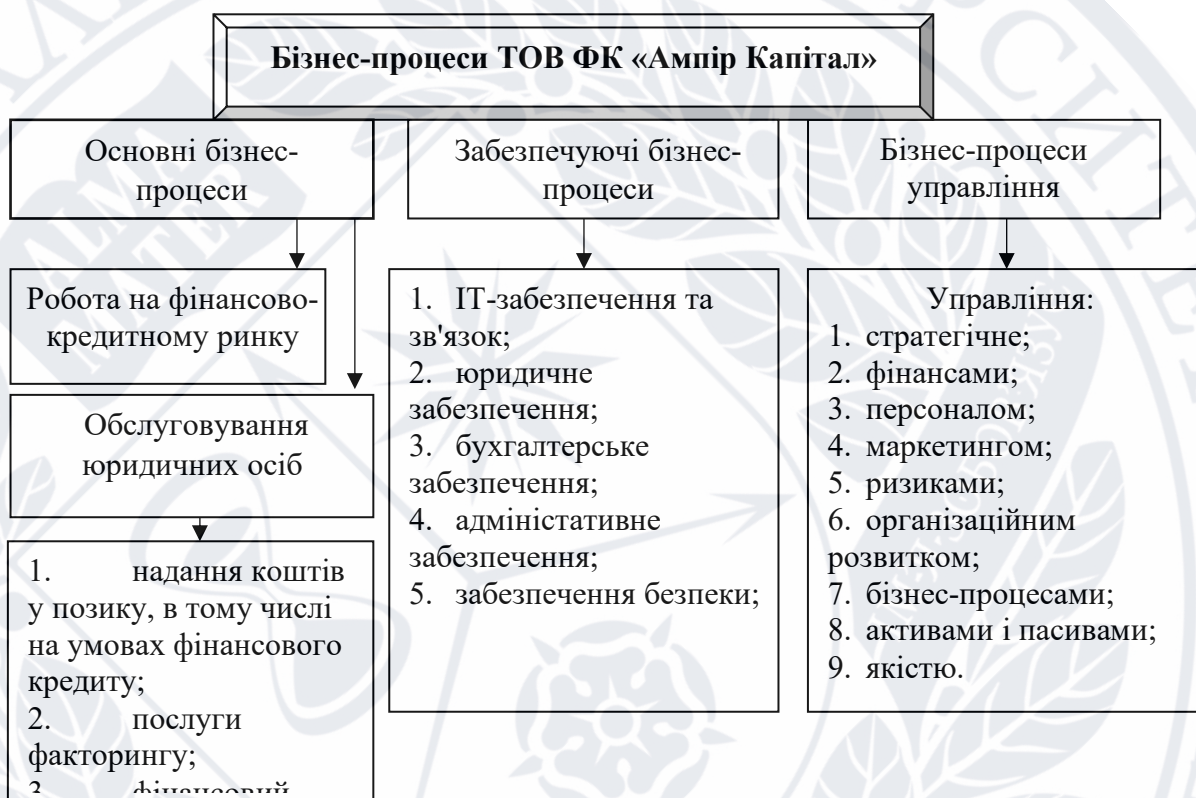 Бізнес-процеси ТОВ ФК «Ампір Капітал»
Основні бізнес-
процеси
Забезпечуючі бізнес-
процеси
Бізнес-процеси
управління
Робота на фінансово-
кредитному ринку
Обслуговування
юридичних осіб
1. надання коштів
у позику, в тому числі
на умовах фінансового
кредиту;
2. послуги
факторингу;
3. фінансовий
1. ІТ-забезпечення та
зв'язок;
2. юридичне
забезпечення;
3. бухгалтерське
забезпечення;
4. адміністативне
забезпечення;
5. забезпечення безпеки;
Управління:
1. стратегічне;
2. фінансами;
3. персоналом;
4. маркетингом;
5. ризиками;
6. організаційним
розвитком;
7. бізнес-процесами;
8. активами і пасивами;
9. якістю.
ALMA
MATER